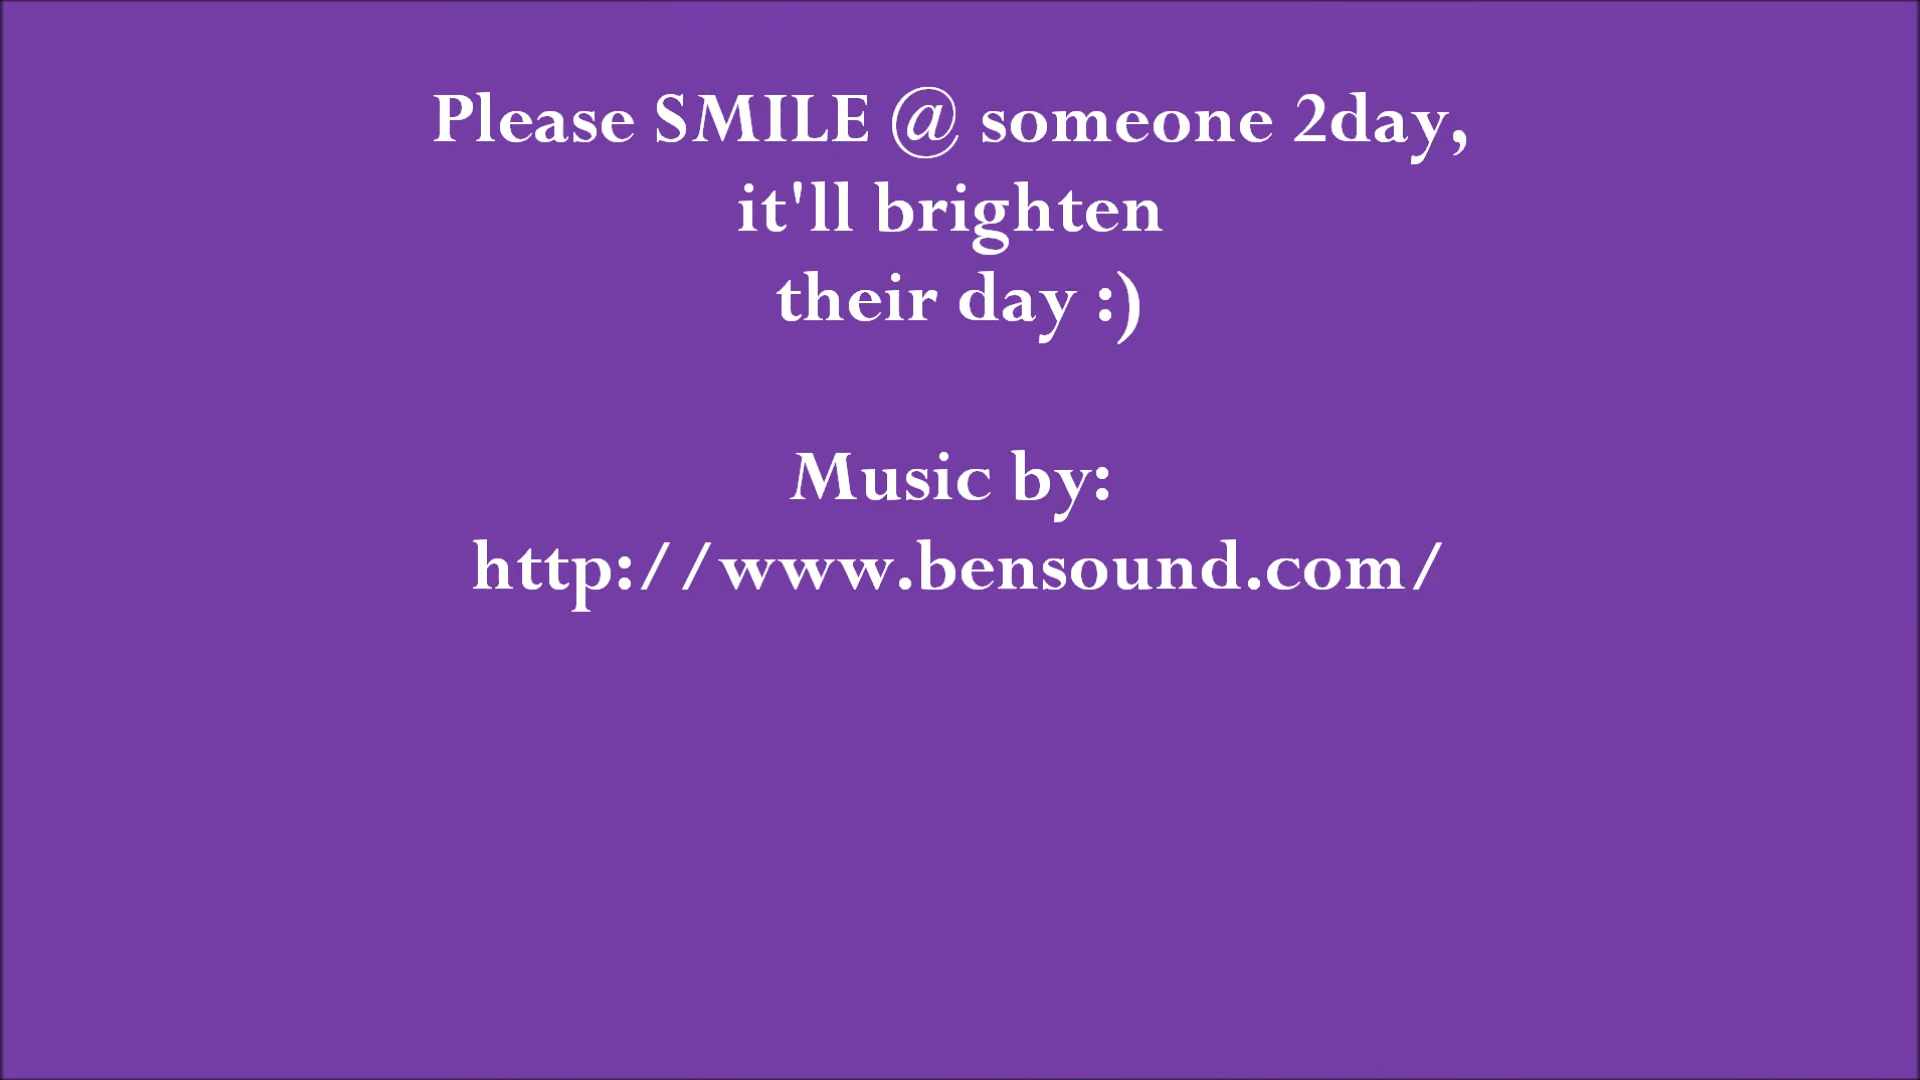 Please SMILE @ someone 2day,
it'll brighten
their day :)
Music by:
http://www.bensound.com/